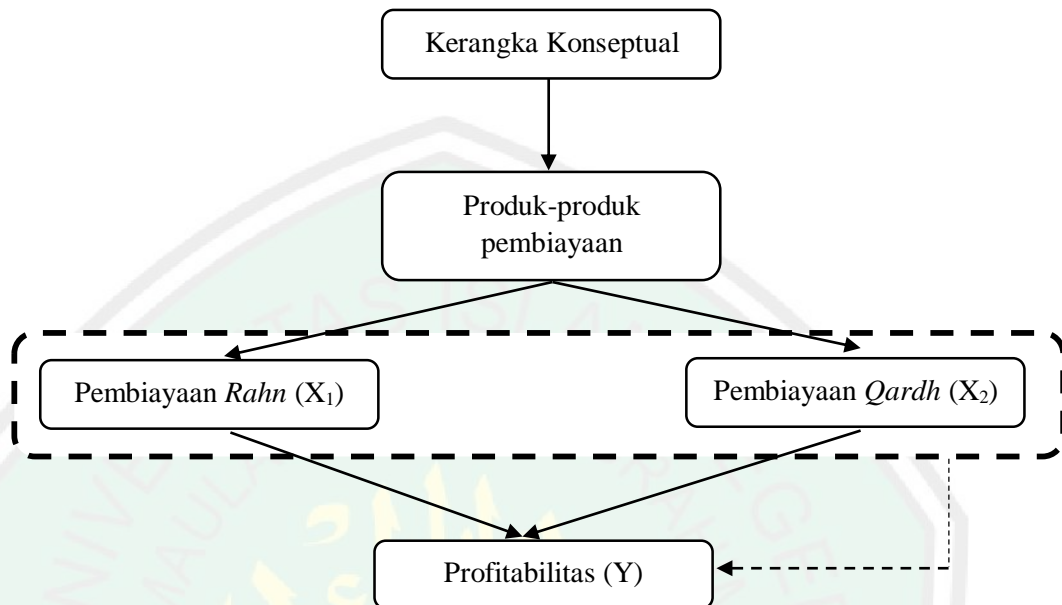 Kerangka Konseptual
Produk-produk
pembiayaan
Pembiayaan Rahn (X₁)
Pembiayaan Qardh (X₂)
Profitabilitas (Y)